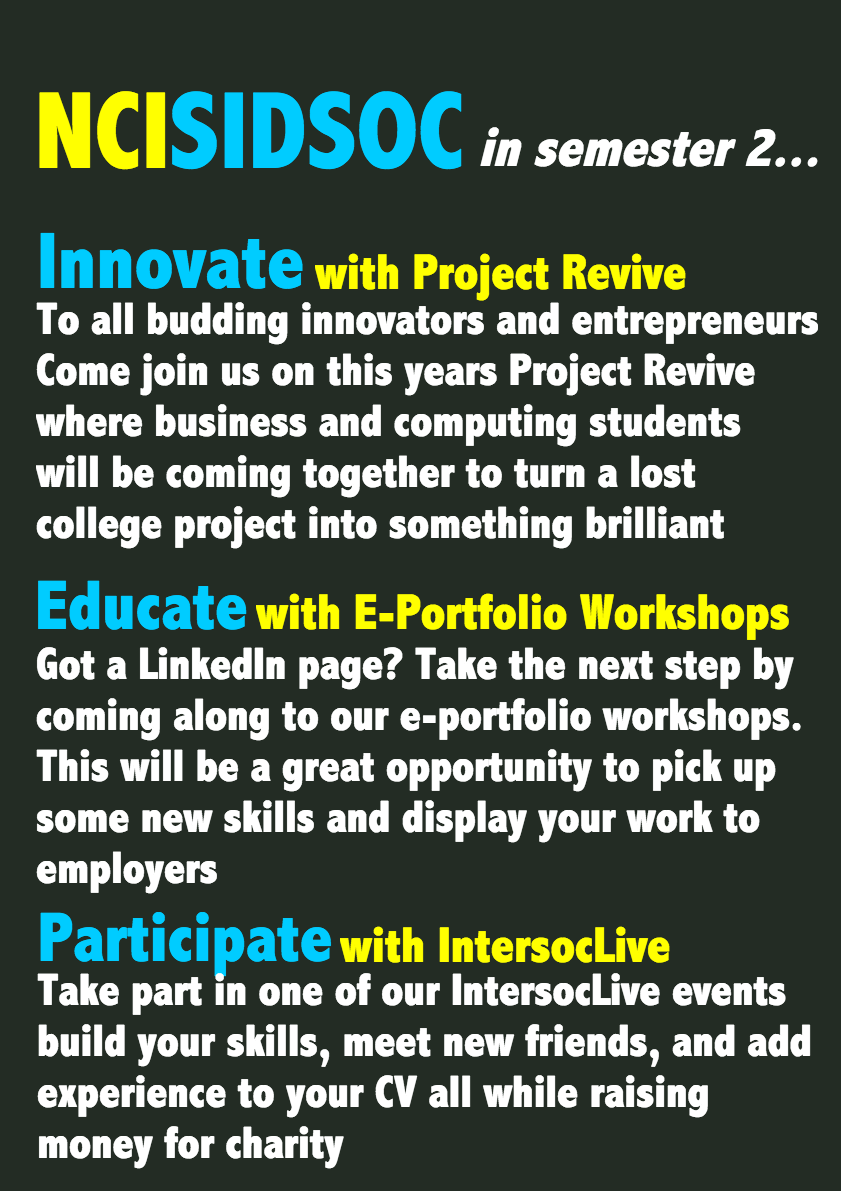 NCISIDSOC in semester 2...
Innovate with Project Revive
To all budding innovators and entrepreneurs
Come join us on this years Project Revive
where business and computing students
will be coming together to turn a lost
college project into something brilliant
Educate with E-Portfolio Workshops
Got a LinkedIn page? Take the next step by
coming along to our e-portfolio workshops.
This will be a great opportunity to pick up
some new skills and display your work to
employers
Participate with IntersocLive
Take part in one of our IntersocLive events
build your skills, meet new friends, and add
experience to your CV all while raising
money for charity